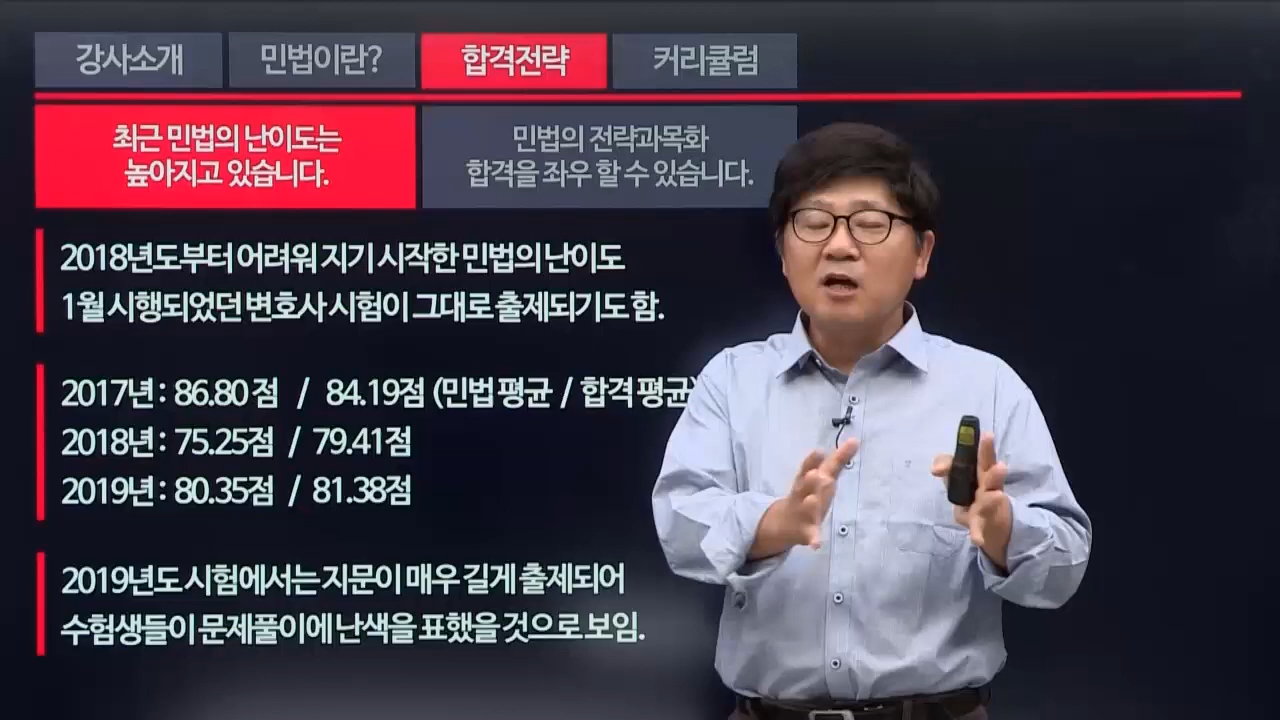 강사소개
민법이란?
합격전략
커리큘럼
최근 민법의 난이도는
높아지고 있습니다.
민법의 전략과목화
합격을 좌우 할 수 있습니다.
2018년도부터 어려워 지기 시작한 민법의 난이도
1월 시행되었던 변호사 시험이 그대로 출제되기도 함.
2017년 : 86.80 점 / 84.19점 (민법 평균 / 합격 평균)
2018년 : 75.25점 / 79.41점
2019년 : 80.35점 / 81.38점
2019년도 시험에서는 지문이 매우 길게 출제되어
수험생들이 문제풀이에 난색을 표했을 것으로 보임.